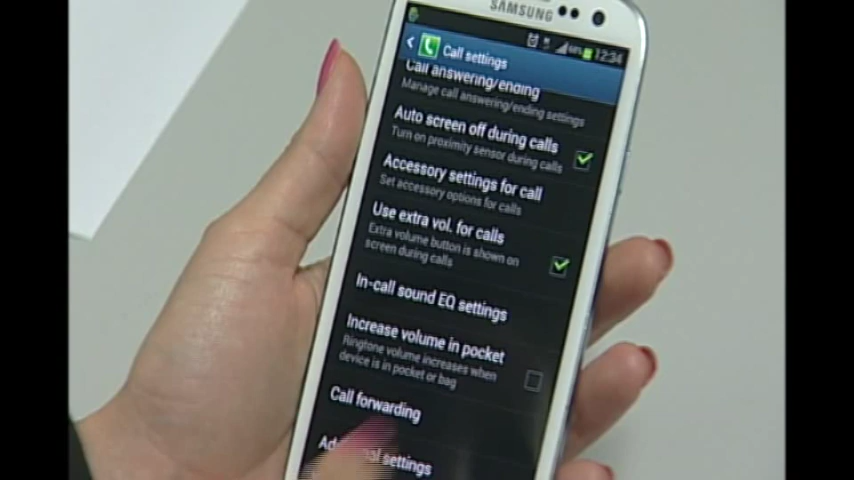 SAMSUNG
12:34
Call settings
Call answering/ending
Manage call answering/ending settings
Auto screen off during calls
Turn on proximity sensor during calls
Accessory settings for call
Set accessory options for calls
Use extra vol. for calls
Extra volume button is shown on
screen during calls
In-call sound EQ settings
Increase volume in pocket
Ringtone volume increases when
device is in pocket or bag
Call forwarding
settings